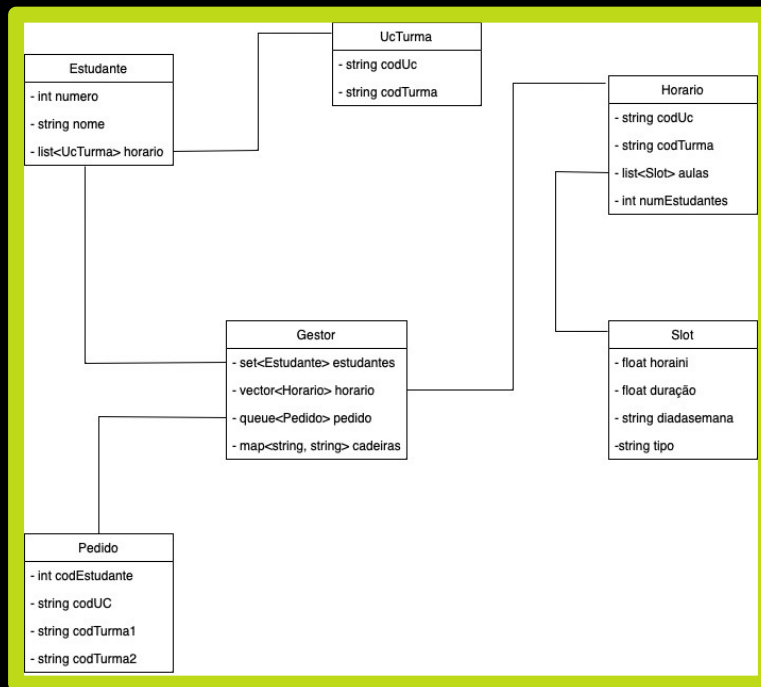 UcTurma
- string codUc
- string codTurma
Estudante
- int numero
- string nome
- list<UcTurma> horario
Horario
- string codUc
- string codTurma
- list<Slot> aulas
- int numEstudantes
Gestor
- set<Estudante> estudantes
- vector<Horario> horario
- queue<Pedido> pedido
- map<string, string> cadeiras
Slot
- float horaini
- float duração
- string diadasemana
-string tipo
Pedido
- int codEstudante
- string codUC
- string codTurma1
- string codTurma2